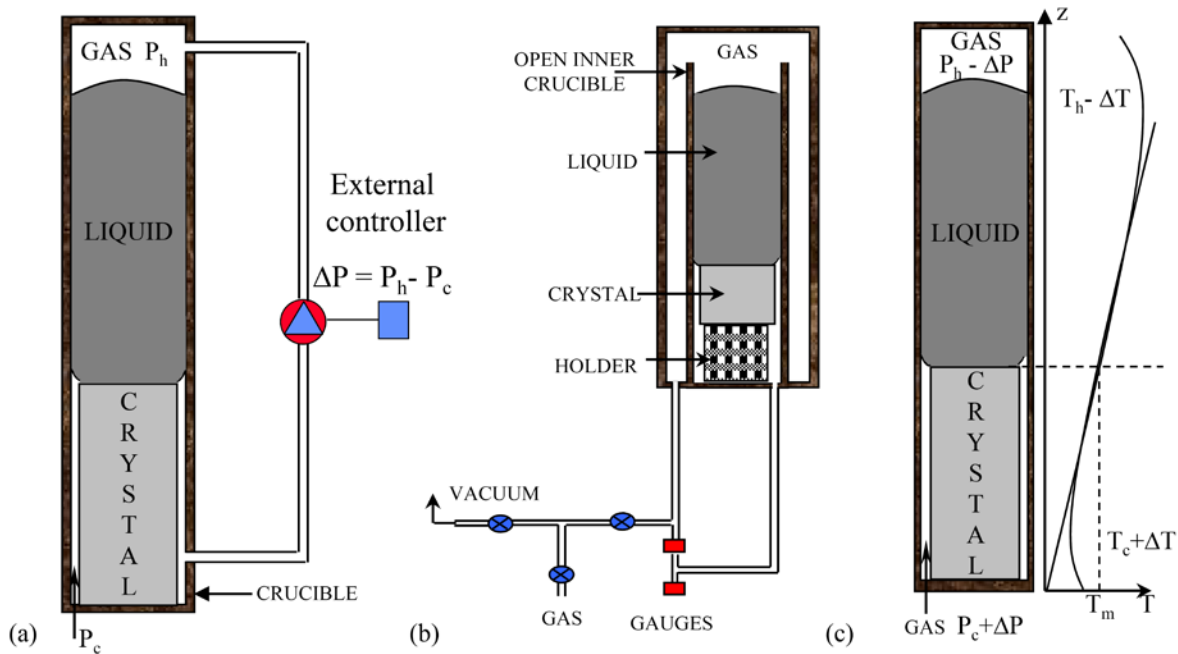 GAS P_h
LIQUID
C
R
Y
S
T
A
L
P_c
CRUCIBLE
External
controller
ΔP = P_h- P_c
(a)
GAS
OPEN INNER
CRUCIBLE
LIQUID
CRYSTAL
HOLDER
VACUUM
GAS
GAUGES
(b)
GAS
P_h - ΔP
LIQUID
C
R
Y
S
T
A
L
GAS P_c+ΔP
z
T_h- ΔT
T_c+ΔT
T_m
T
(c)